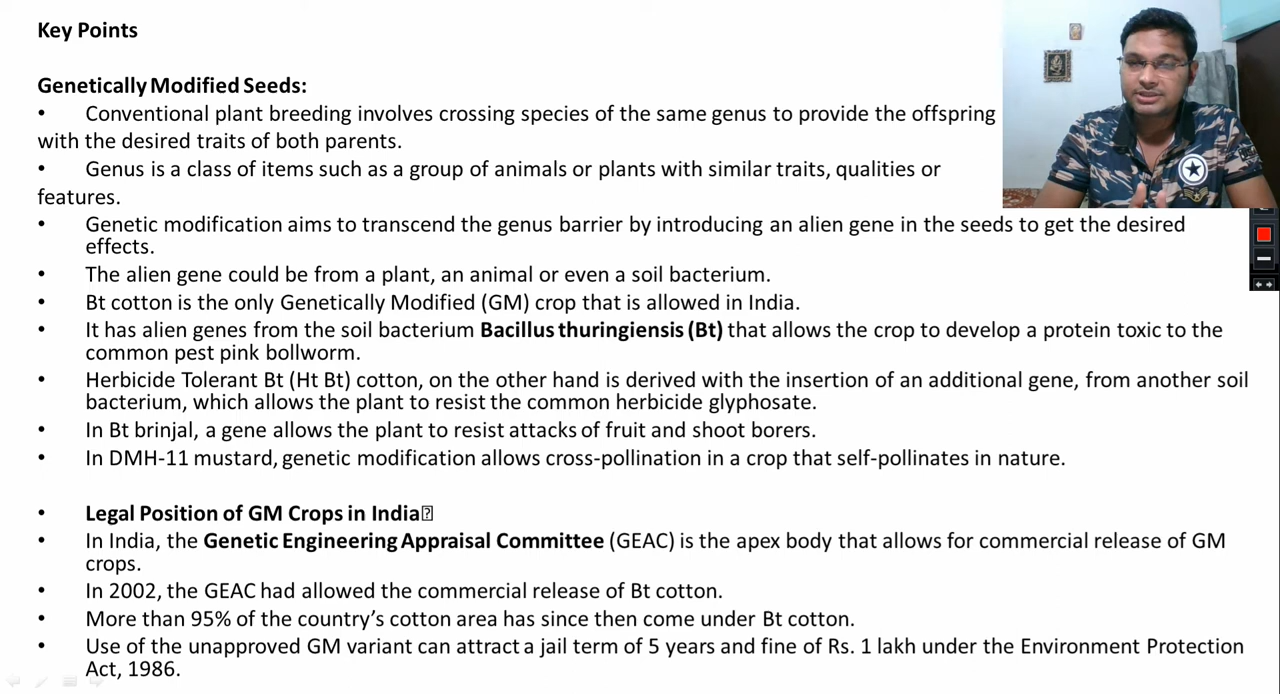 Key Points
Genetically Modified Seeds:
• Conventional plant breeding involves crossing species of the same genus to provide the offspring
with the desired traits of both parents.
• Genus is a class of items such as a group of animals or plants with similar traits, qualities or
features.
• Genetic modification aims to transcend the genus barrier by introducing an alien gene in the seeds to get the desired
effects.
• The alien gene could be from a plant, an animal or even a soil bacterium.
• Bt cotton is the only Genetically Modified (GM) crop that is allowed in India.
• It has alien genes from the soil bacterium Bacillus thuringiensis (Bt) that allows the crop to develop a protein toxic to the
common pest pink bollworm.
• Herbicide Tolerant Bt (Ht Bt) cotton, on the other hand is derived with the insertion of an additional gene, from another soil
bacterium, which allows the plant to resist the common herbicide glyphosate.
• In Bt brinjal, a gene allows the plant to resist attacks of fruit and shoot borers.
• In DMH-11 mustard, genetic modification allows cross-pollination in a crop that self-pollinates in nature.
• Legal Position of GM Crops in India
• In India, the Genetic Engineering Appraisal Committee (GEAC) is the apex body that allows for commercial release of GM
crops.
• In 2002, the GEAC had allowed the commercial release of Bt cotton.
• More than 95% of the country's cotton area has since then come under Bt cotton.
• Use of the unapproved GM variant can attract a jail term of 5 years and fine of Rs. 1 lakh under the Environment Protection
Act, 1986.